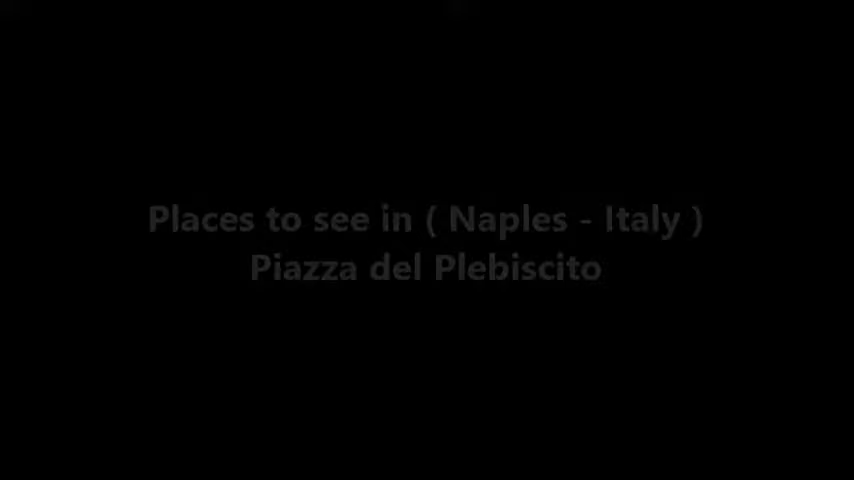 Places to see in ( Naples - Italy )
Piazza del Plebiscito